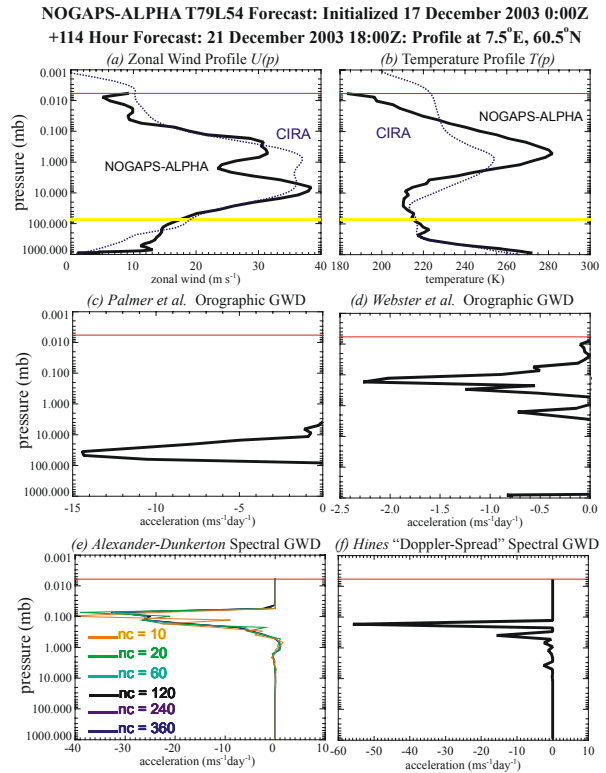 NOGAPS-ALPHA T79L54 Forecast: Initialized 17 December 2003 0:00Z
+114 Hour Forecast: 21 December 2003 18:00Z: Profile at 7.5°E, 60.5°N
(a) Zonal Wind Profile U(p)
(b) Temperature Profile T(p)
pressure (mb)
0.001
0.010
0.100
1.000
10.000
100.000
1000.000
CIRA
NOGAPS-ALPHA
0 10 20 30 40
zonal wind (m s⁻¹)
NOGAPS-ALPHA
CIRA
180 200 220 240 260 280 300
temperature (K)
(c) Palmer et al. Orographic GWD
(d) Webster et al. Orographic GWD
pressure (mb)
0.001
0.010
0.100
1.000
10.000
100.000
1000.000
-15 -10 -5 0
acceleration (ms⁻¹day⁻¹)
-2.5 -2.0 -1.5 -1.0 -0.5 0.0
acceleration (ms⁻¹day⁻¹)
(e) Alexander-Dunkerton Spectral GWD
(f) Hines “Doppler-Spread” Spectral GWD
pressure (mb)
0.001
0.010
0.100
1.000
10.000
100.000
1000.000
nc = 10
nc = 20
nc = 60
nc = 120
nc = 240
nc = 360
-40 -30 -20 -10 0 10
acceleration (ms⁻¹day⁻¹)
-60 -50 -40 -30 -20 -10 0 10
acceleration (ms⁻¹day⁻¹)